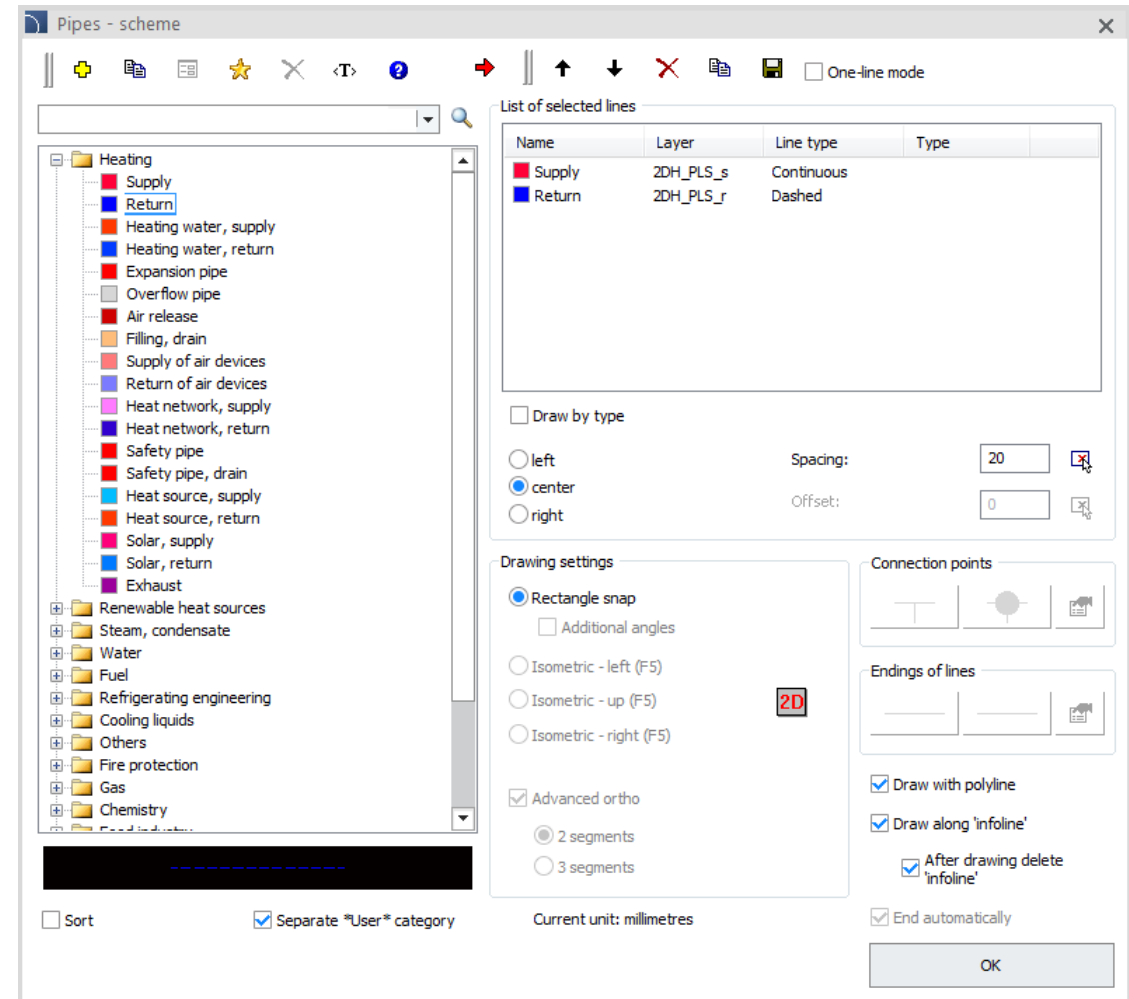 Pipes - scheme
<T>
One-line mode
List of selected lines
Name Layer Line type Type
Supply 2DH_PLS_s Continuous
Return 2DH_PLS_r Dashed
Heating
Supply
Return
Heating water, supply
Heating water, return
Expansion pipe
Overflow pipe
Air release
Filling, drain
Supply of air devices
Return of air devices
Heat network, supply
Heat network, return
Safety pipe
Safety pipe, drain
Heat source, supply
Heat source, return
Solar, supply
Solar, return
Exhaust
Renewable heat sources
Steam, condensate
Water
Fuel
Refrigerating engineering
Cooling liquids
Others
Fire protection
Gas
Chemistry
Sort
Separate *User* category
Draw by type
left
center
right
Spacing: 20
Offset: 0
Drawing settings
Rectangle snap
Additional angles
Isometric - left (F5)
Isometric - up (F5)
Isometric - right (F5)
2D
Advanced ortho
2 segments
3 segments
Current unit: millimetres
Connection points
Endings of lines
Draw with polyline
Draw along 'infoline'
After drawing delete
'infoline'
End automatically
OK